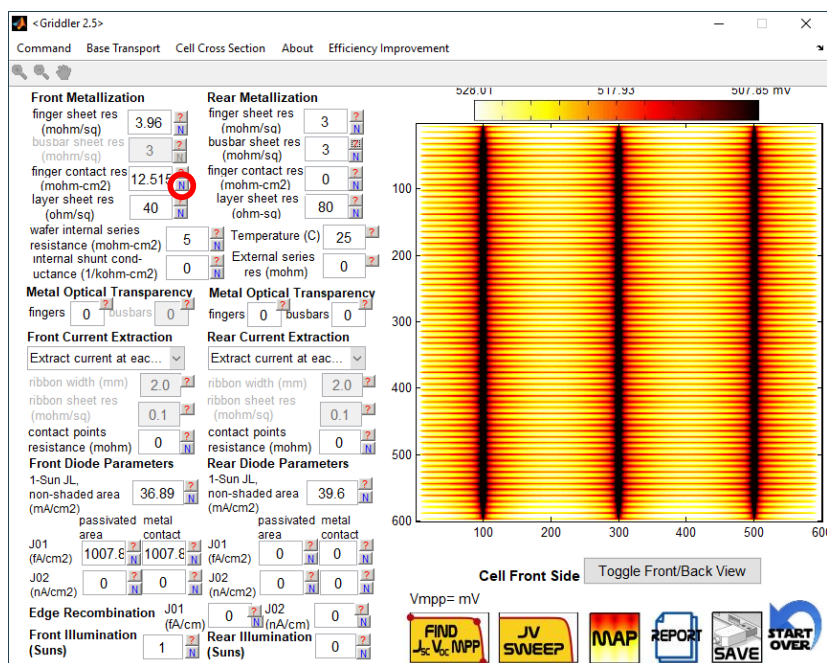 <Griddler 2.5>
Command Base Transport Cell Cross Section About Efficiency Improvement
528.01 517.93 507.85 mV
Front Metallization Rear Metallization
finger sheet res (mohm/sq) 3.96 ? N finger sheet res (mohm/sq) 3 ? N
busbar sheet res (mohm/sq) 3 ? N busbar sheet res (mohm/sq) 3 ? N
finger contact res (mohm-cm2) 12.515 ? N finger contact res (mohm-cm2) 0 ? N
layer sheet res (ohm/sq) 40 ? N layer sheet res (ohm-sq) 80 ? N
wafer internal series resistance (mohm-cm2) 5 ? N Temperature (C) 25 ?
internal shunt cond- uctance (1/kohm-cm2) 0 ? N External series res (mohm) 0 ?
Metal Optical Transparency Metal Optical Transparency
fingers 0 ? busbars 0 ? fingers 0 ? busbars 0 ?
Front Current Extraction Rear Current Extraction
Extract current at eac... Extract current at eac...
ribbon width (mm) 2.0 ? ribbon width (mm) 2.0 ?
ribbon sheet res (mohm/sq) 0.1 ? ribbon sheet res (mohm/sq) 0.1 ?
contact points resistance (mohm) 0 ? N contact points resistance (mohm) 0 ? N
Front Diode Parameters Rear Diode Parameters
1-Sun JL, non-shaded area (mA/cm2) 36.89 ? N 1-Sun JL, non-shaded area (mA/cm2) 39.6 ? N
passivated area metal contact passivated area metal contact
J01 (fA/cm2) 1007.8 ? N 1007.8 ? N J01 (fA/cm2) 0 ? N 0 ? N
J02 (nA/cm2) 0 ? N 0 ? N J02 (nA/cm2) 0 ? N 0 ? N
Edge Recombination J01 (fA/cm) 0 ? N J02 (nA/cm) 0 ? N
Front Illumination (Suns) 1 ? N Rear Illumination (Suns) 0 ? N
100
200
300
400
500
600
100 200 300 400 500 600
Cell Front Side Toggle Front/Back View
Vmpp= mV
FIND Jsc Voc MPP
JV SWEEP
MAP
REPORT
SAVE
START OVER